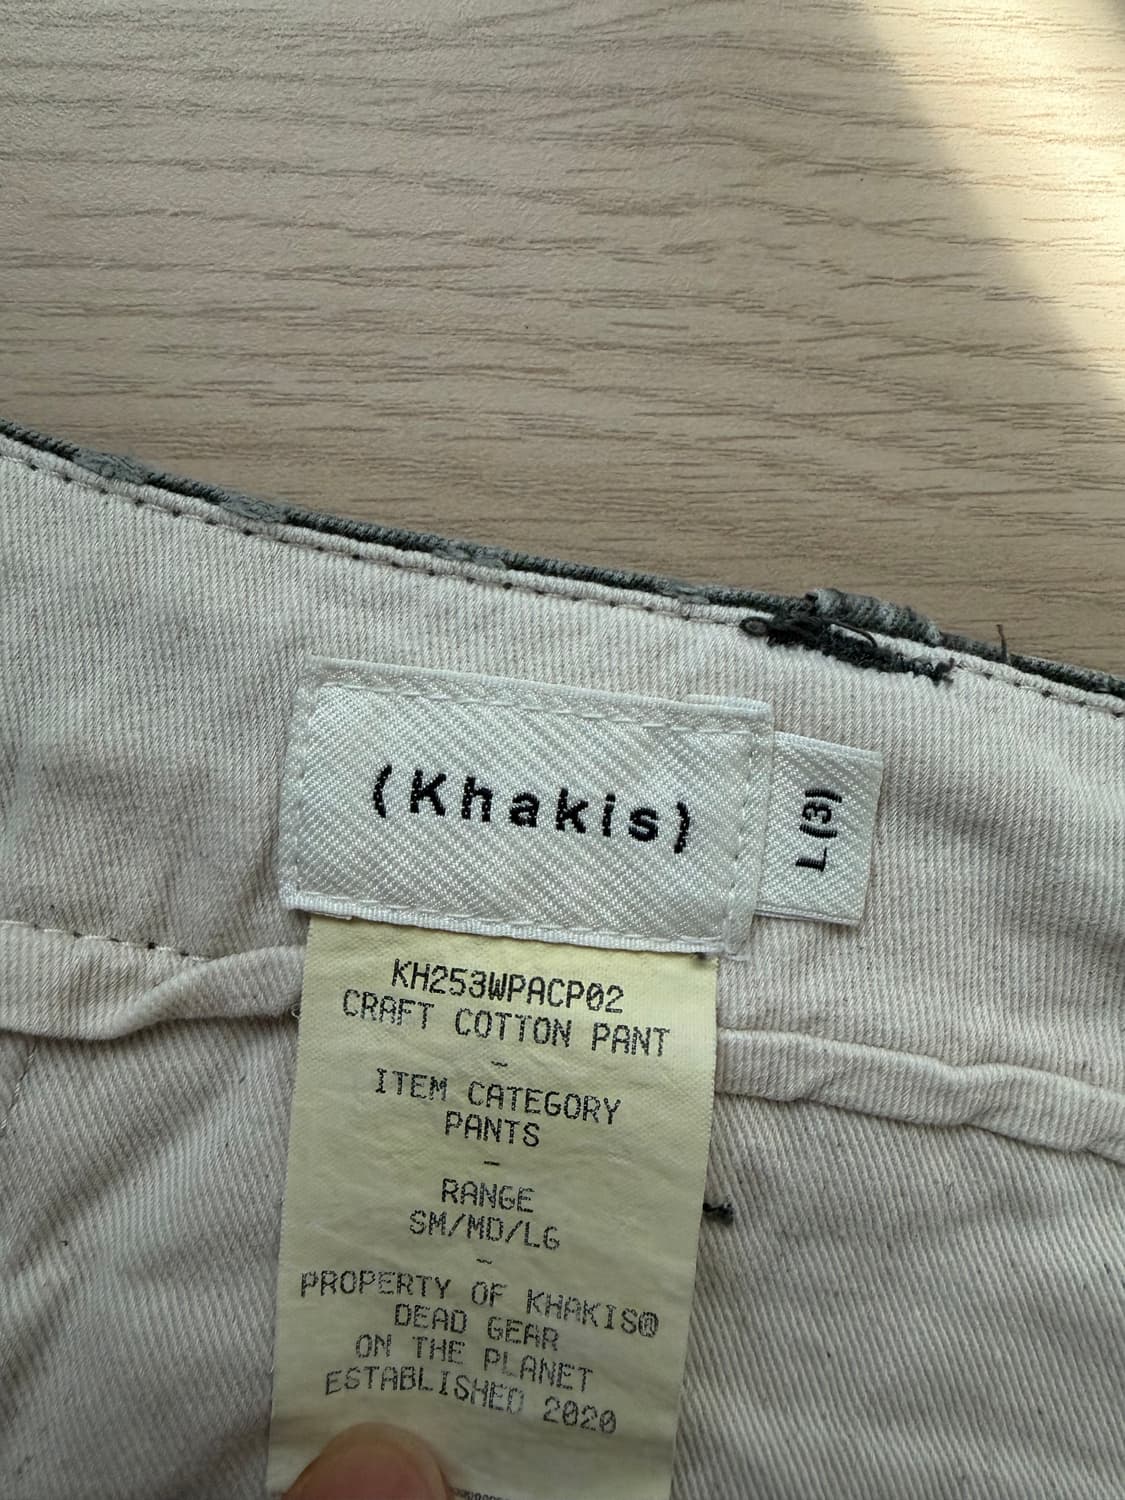 (Khakis)
L(3)
KH253WPACP02
CRAFT COTTON PANT
-
ITEM CATEGORY
PANTS
-
RANGE
SM/MD/LG
-
PROPERTY OF KHAKIS®
DEAD GEAR
ON THE PLANET
ESTABLISHED 2020